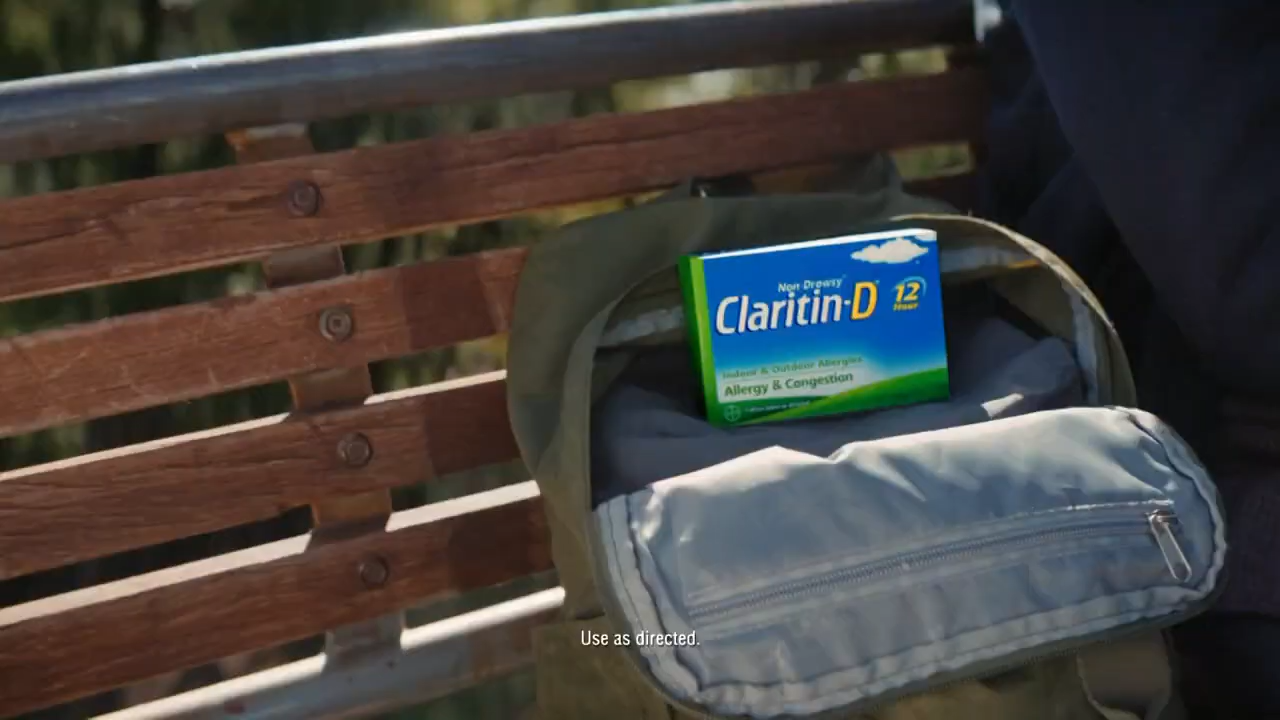 Non Drowsy
Claritin-D
12
Hour
Indoor & Outdoor Allergies
Allergy & Congestion
Use as directed.